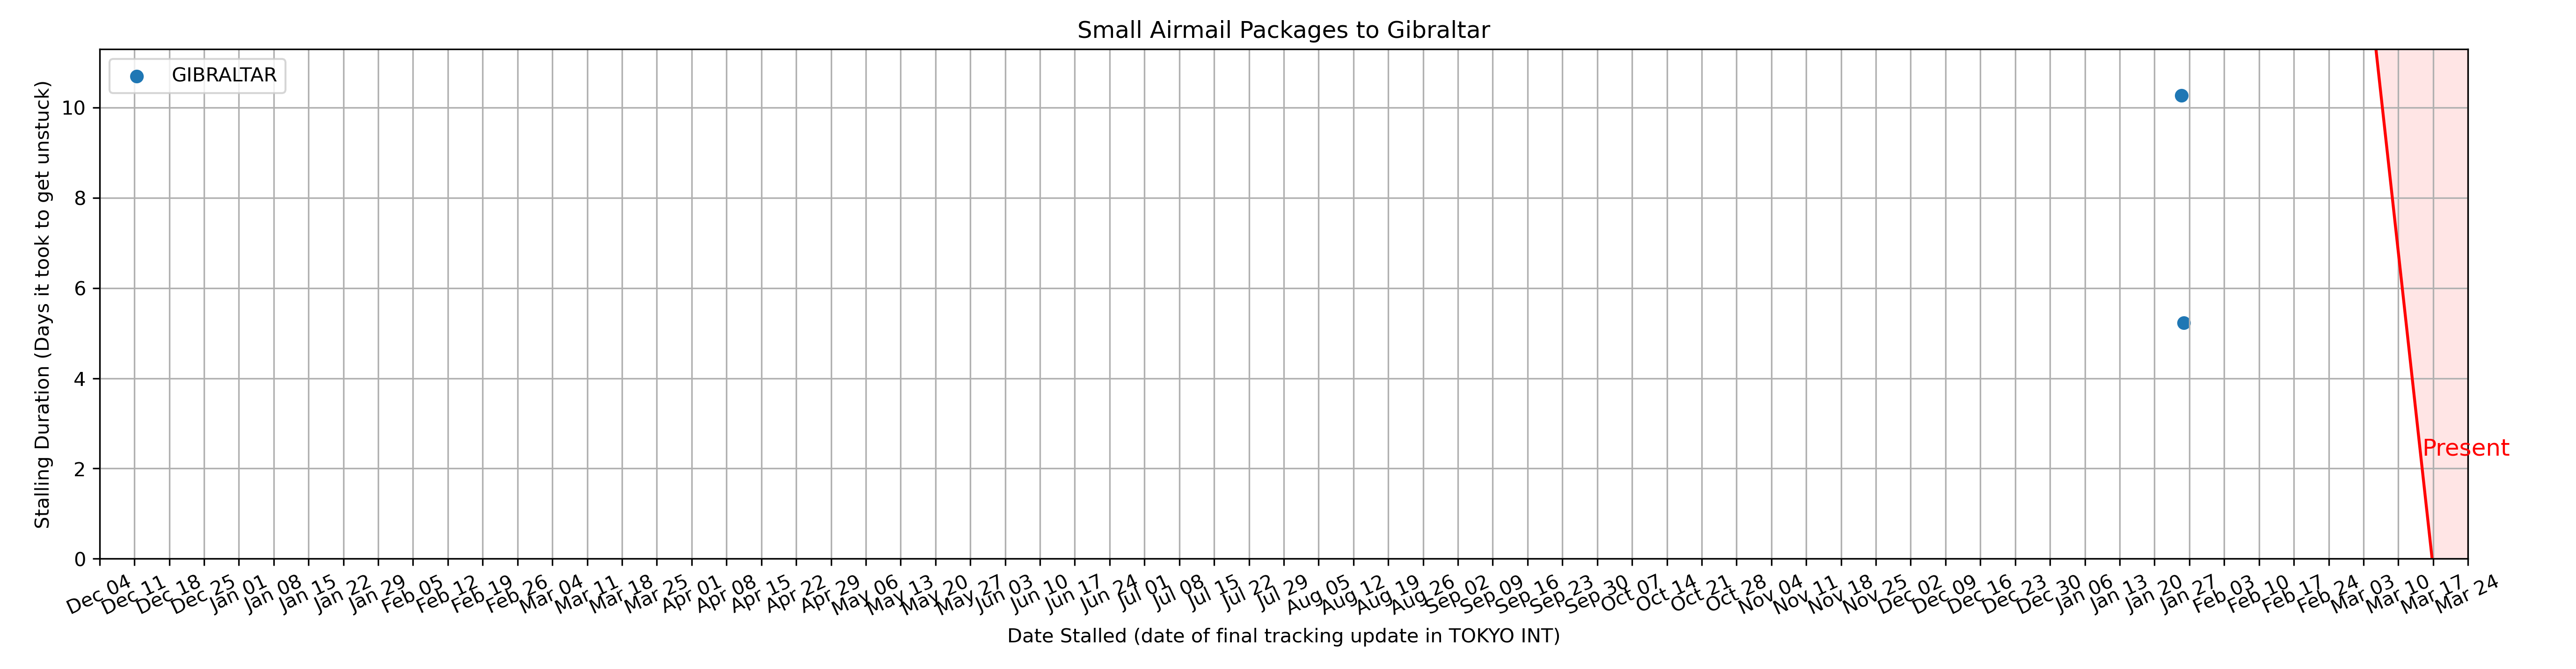 Small Airmail Packages to Gibraltar
GIBRALTAR
Stalling Duration (Days it took to get unstuck)
10
8
6
4
2
0
Present
Dec 04
Dec 11
Dec 18
Dec 25
Jan 01
Jan 08
Jan 15
Jan 22
Jan 29
Feb 05
Feb 12
Feb 19
Feb 26
Mar 04
Mar 11
Mar 18
Mar 25
Apr 01
Apr 08
Apr 15
Apr 22
Apr 29
May 06
May 13
May 20
May 27
Jun 03
Jun 10
Jun 17
Jun 24
Jul 01
Jul 08
Jul 15
Jul 22
Jul 29
Aug 05
Aug 12
Aug 19
Aug 26
Sep 02
Sep 09
Sep 16
Sep 23
Sep 30
Oct 07
Oct 14
Oct 21
Oct 28
Nov 04
Nov 11
Nov 18
Nov 25
Dec 02
Dec 09
Dec 16
Dec 23
Dec 30
Jan 06
Jan 13
Jan 20
Jan 27
Feb 03
Feb 10
Feb 17
Feb 24
Mar 03
Mar 10
Mar 17
Mar 24
Date Stalled (date of final tracking update in TOKYO INT)